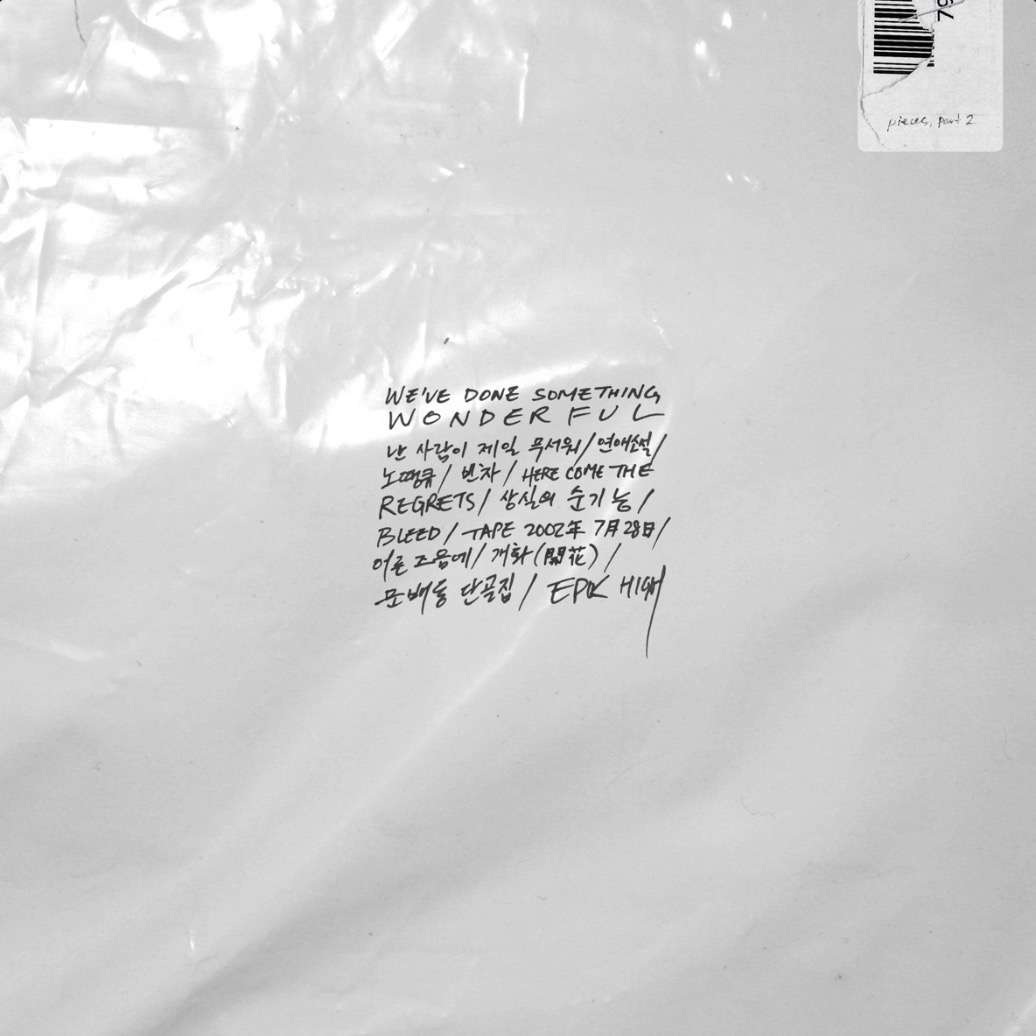 79
pieces, part 2
WE'VE DONE SOMETHING
WONDERFUL
난 사람이 제일 무서워/연애소설/
노땡큐/빈차/HERE COME THE
REGRETS/상실의 순기능/
BLEED/TAPE 2002年 7月 28日/
어른 즈음에/개화(開花)/
문배동 단골집/EPIK HIGH